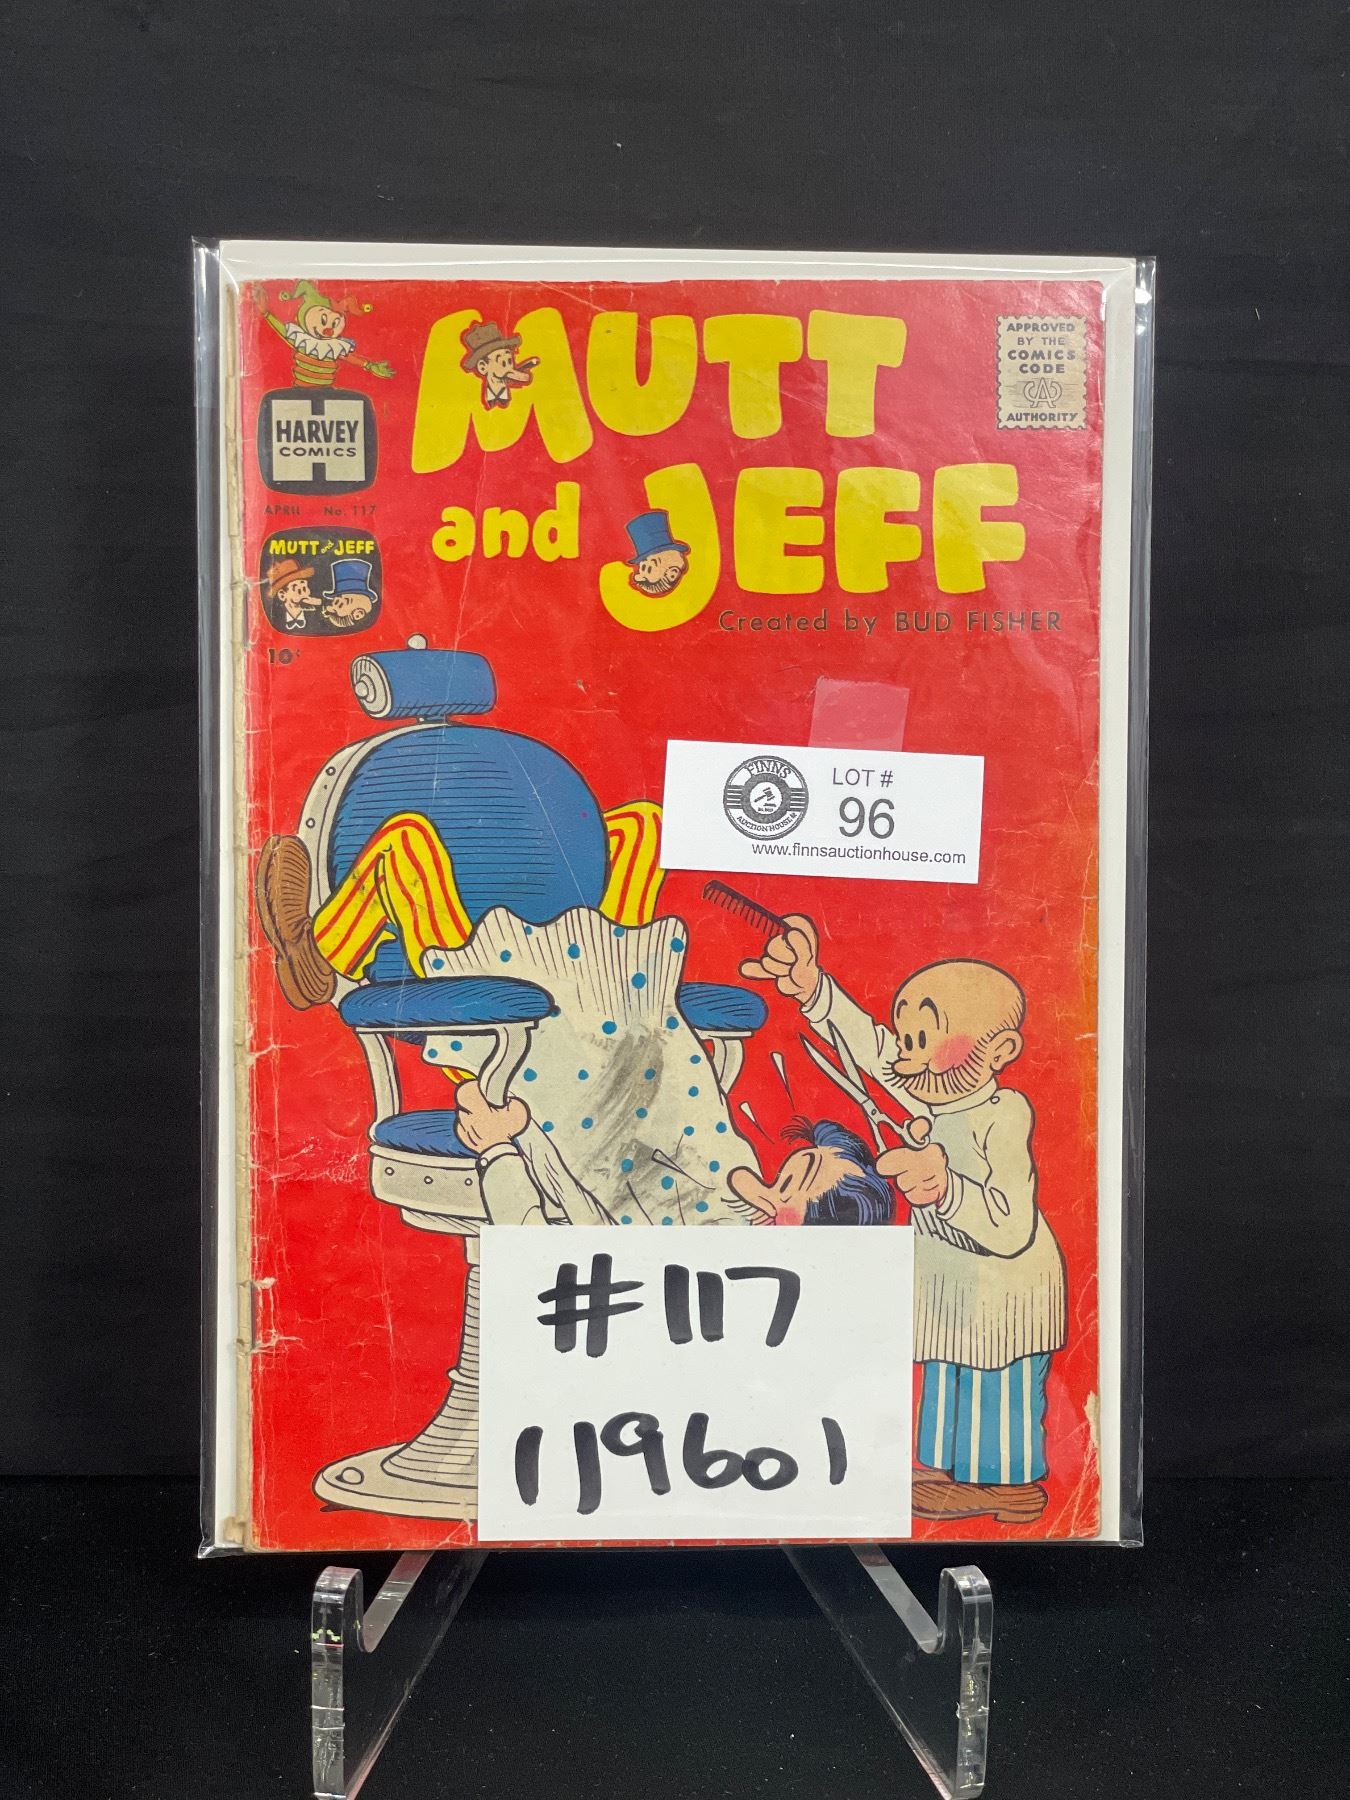 MUTT
and JEFF
Created by BUD FISHER
HARVEY
COMICS
APRIL No. 117
MUTT and JEFF
10¢
APPROVED
BY THE
COMICS
CODE
CA
AUTHORITY
FINNS
AUCTION HOUSE
LOT #
96
www.finnsauctionhouse.com
#117
(1960)